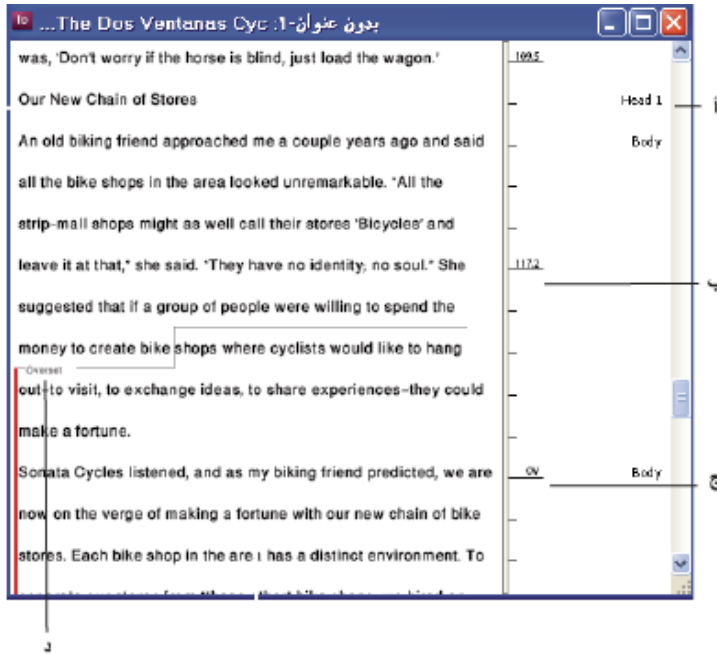 بدون عنوان-1: The Dos Ventanas Cyc...
was, 'Don't worry if the horse is blind, just load the wagon.'
109.5
Our New Chain of Stores
Head 1
أ
An old biking friend approached me a couple years ago and said
Body
all the bike shops in the area looked unremarkable. "All the
strip-mall shops might as well call their stores 'Bicycles' and
leave it at that," she said. "They have no identity, no soul." She
117.2
ب
suggested that if a group of people were willing to spend the
money to create bike shops where cyclists would like to hang
Overset
out-to visit, to exchange ideas, to share experiences-they could
make a fortune.
Sonata Cycles listened, and as my biking friend predicted, we are
OV
Body
ج
now on the verge of making a fortune with our new chain of bike
stores. Each bike shop in the are has a distinct environment. To
د